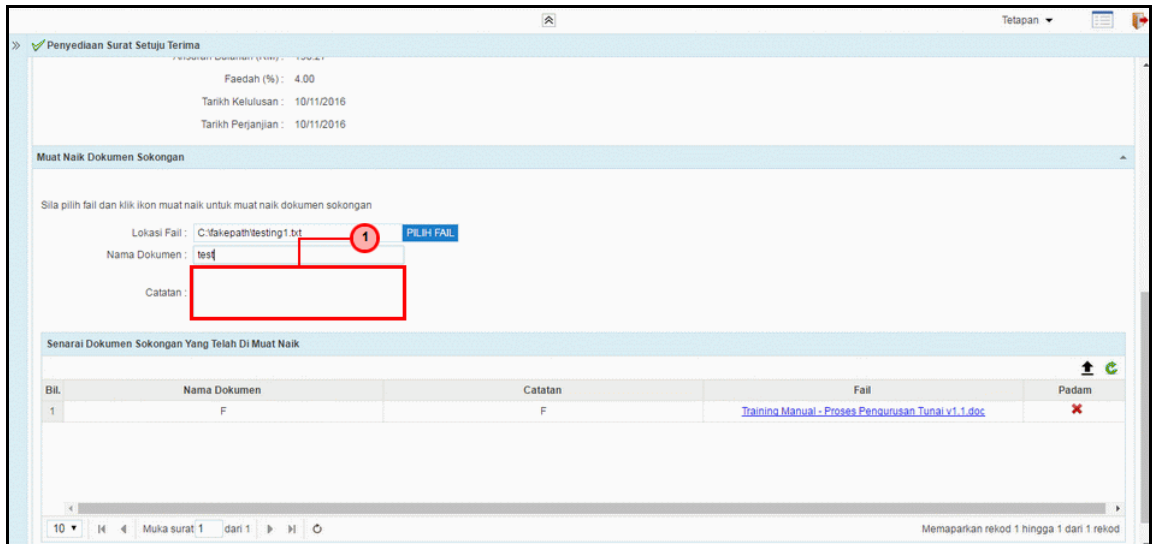 Tetapan
Penyediaan Surat Setuju Terima
Faedah (%) : 4.00
Tarikh Kelulusan : 10/11/2016
Tarikh Perjanjian : 10/11/2016
Muat Naik Dokumen Sokongan
Sila pilih fail dan klik ikon muat naik untuk muat naik dokumen sokongan
Lokasi Fail : C:\fakepath\testing1.txt PILIH FAIL
1
Nama Dokumen : test
Catatan :
Senarai Dokumen Sokongan Yang Telah Di Muat Naik
Bil. Nama Dokumen Catatan Fail Padam
1 F F Training Manual - Proses Pengurusan Tunai v1.1.doc
10 Muka surat 1 dari 1 Memaparkan rekod 1 hingga 1 dari 1 rekod